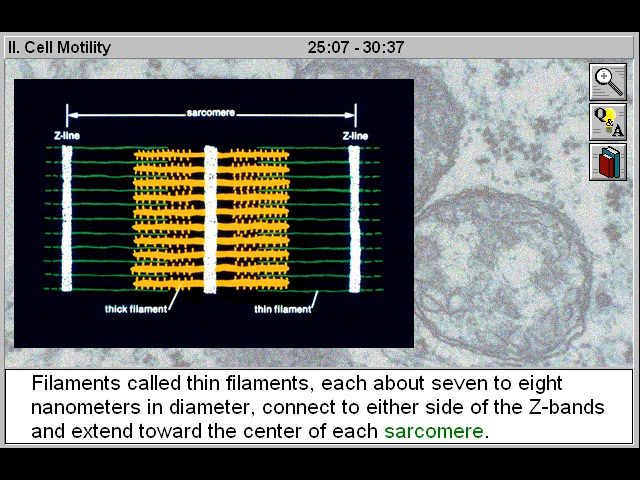 II. Cell Motility 25:07 - 30:37
sarcomere
Z-line Z-line
thick filament thin filament
Q & A
Filaments called thin filaments, each about seven to eight
nanometers in diameter, connect to either side of the Z-bands
and extend toward the center of each sarcomere.